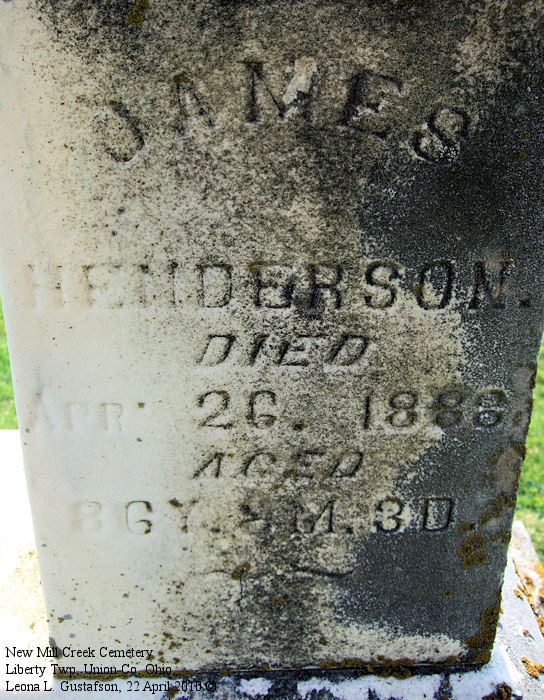 JAMES
HENDERSON.
DIED
APR. 26. 1886
AGED
86Y. M. 3D
New Mill Creek Cemetery
Liberty Twp, Union Co, Ohio
Leona L. Gustafson, 22 April 2010 ©